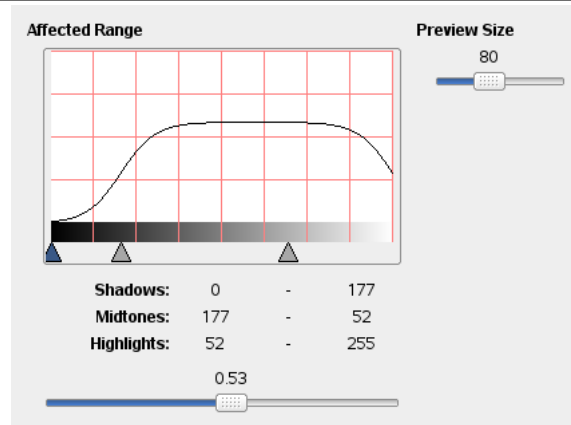 Affected Range
Preview Size
80
Shadows: 0 - 177
Midtones: 177 - 52
Highlights: 52 - 255
0.53